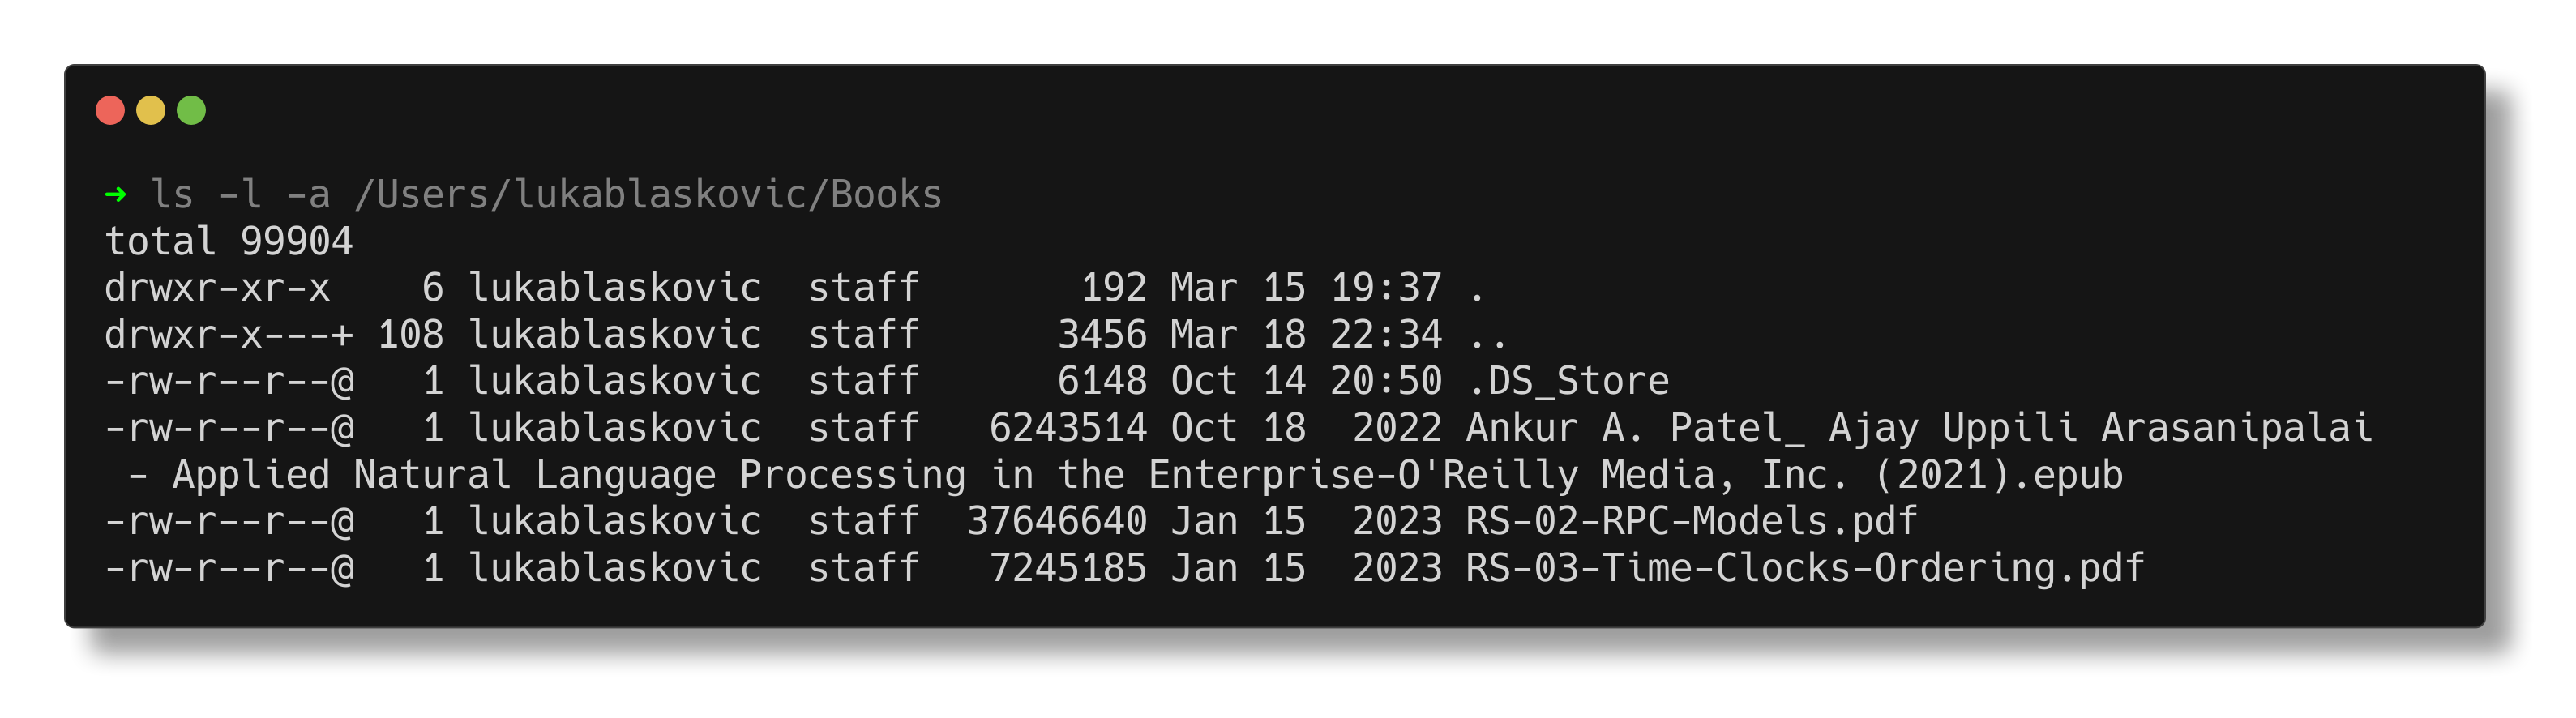 ➜ ls -l -a /Users/lukablaskovic/Books
total 99904
drwxr-xr-x    6 lukablaskovic  staff       192 Mar 15 19:37 .
drwxr-x---+ 108 lukablaskovic  staff      3456 Mar 18 22:34 ..
-rw-r--r--@   1 lukablaskovic  staff      6148 Oct 14 20:50 .DS_Store
-rw-r--r--@   1 lukablaskovic  staff   6243514 Oct 18  2022 Ankur A. Patel_ Ajay Uppili Arasanipalai
 - Applied Natural Language Processing in the Enterprise-O'Reilly Media, Inc. (2021).epub
-rw-r--r--@   1 lukablaskovic  staff  37646640 Jan 15  2023 RS-02-RPC-Models.pdf
-rw-r--r--@   1 lukablaskovic  staff   7245185 Jan 15  2023 RS-03-Time-Clocks-Ordering.pdf